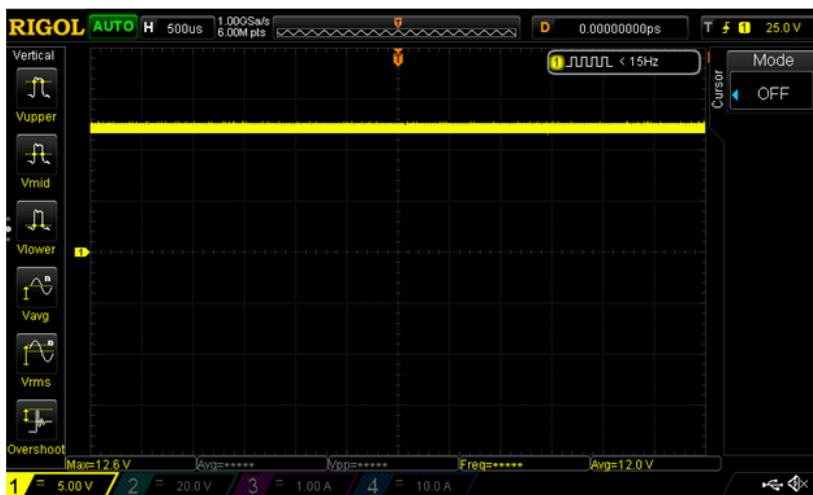 RIGOL AUTO H 500us 1.00GSa/s 6.00M pts D 0.00000000ps T 1 25.0 V
Vertical
Vupper
Vmid
Vlower
Vavg
Vrms
Overshoot
T
T
1 < 15Hz
1
Cursor
Mode
OFF
Max=12.6 V Avg=***** Vpp=***** Freq=***** Avg=12.0 V
1 = 5.00 V 2 = 20.0 V 3 = 1.00 A 4 = 10.0 A